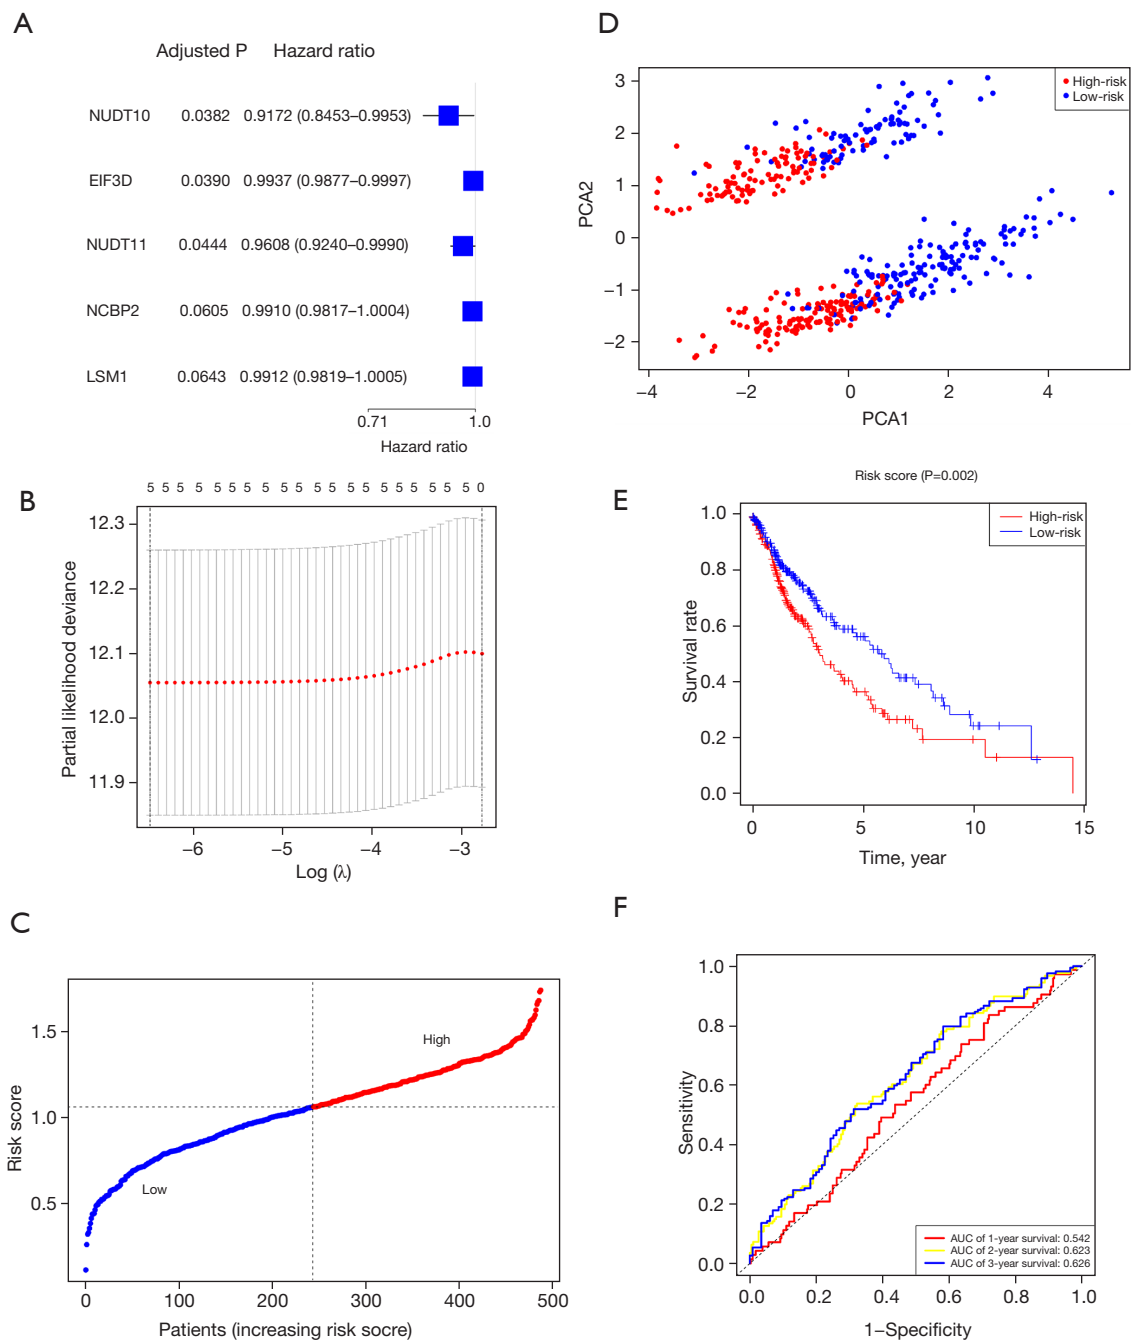 A
Adjusted P Hazard ratio
NUDT10 0.0382 0.9172 (0.8453–0.9953)
EIF3D 0.0390 0.9937 (0.9877–0.9997)
NUDT11 0.0444 0.9608 (0.9240–0.9990)
NCBP2 0.0605 0.9910 (0.9817–1.0004)
LSM1 0.0643 0.9912 (0.9819–1.0005)
0.71 1.0
Hazard ratio
B
5 5 5 5 5 5 5 5 5 5 5 5 5 5 5 5 5 5 5 0
12.3
12.1
12.0
11.9
Partial likelihood deviance
−6 −5 −4 −3
Log (λ)
C
1.5
1.0
0.5
Risk score
High
Low
0 100 200 300 400 500
Patients (increasing risk socre)
D
High-risk
Low-risk
3
2
1
0
−1
−2
PCA2
−4 −2 0 2 4
PCA1
E
Risk score (P=0.002)
High-risk
Low-risk
1.0
0.8
0.6
0.4
0.2
0.0
Survival rate
0 5 10 15
Time, year
F
1.0
0.8
0.6
0.4
0.2
0.0
Sensitivity
AUC of 1-year survival: 0.542
AUC of 2-year survival: 0.623
AUC of 3-year survival: 0.626
0.0 0.2 0.4 0.6 0.8 1.0
1−Specificity